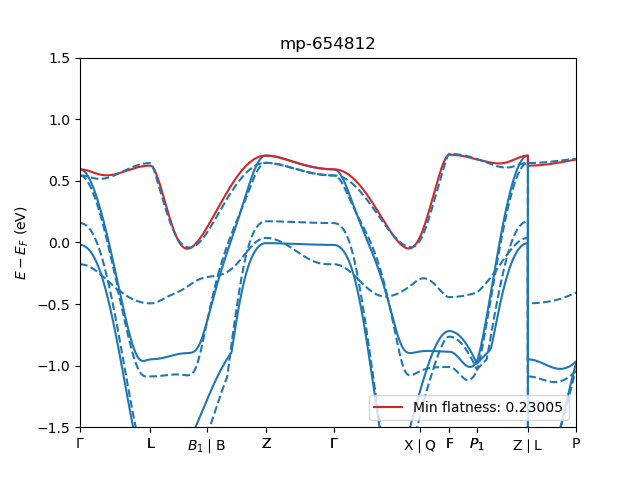 mp-654812
1.5
1.0
0.5
0.0
−0.5
−1.0
−1.5
E − E_F (eV)
Min flatness: 0.23005
Γ L B₁ | B Z Γ X | Q F P₁ Z | L P